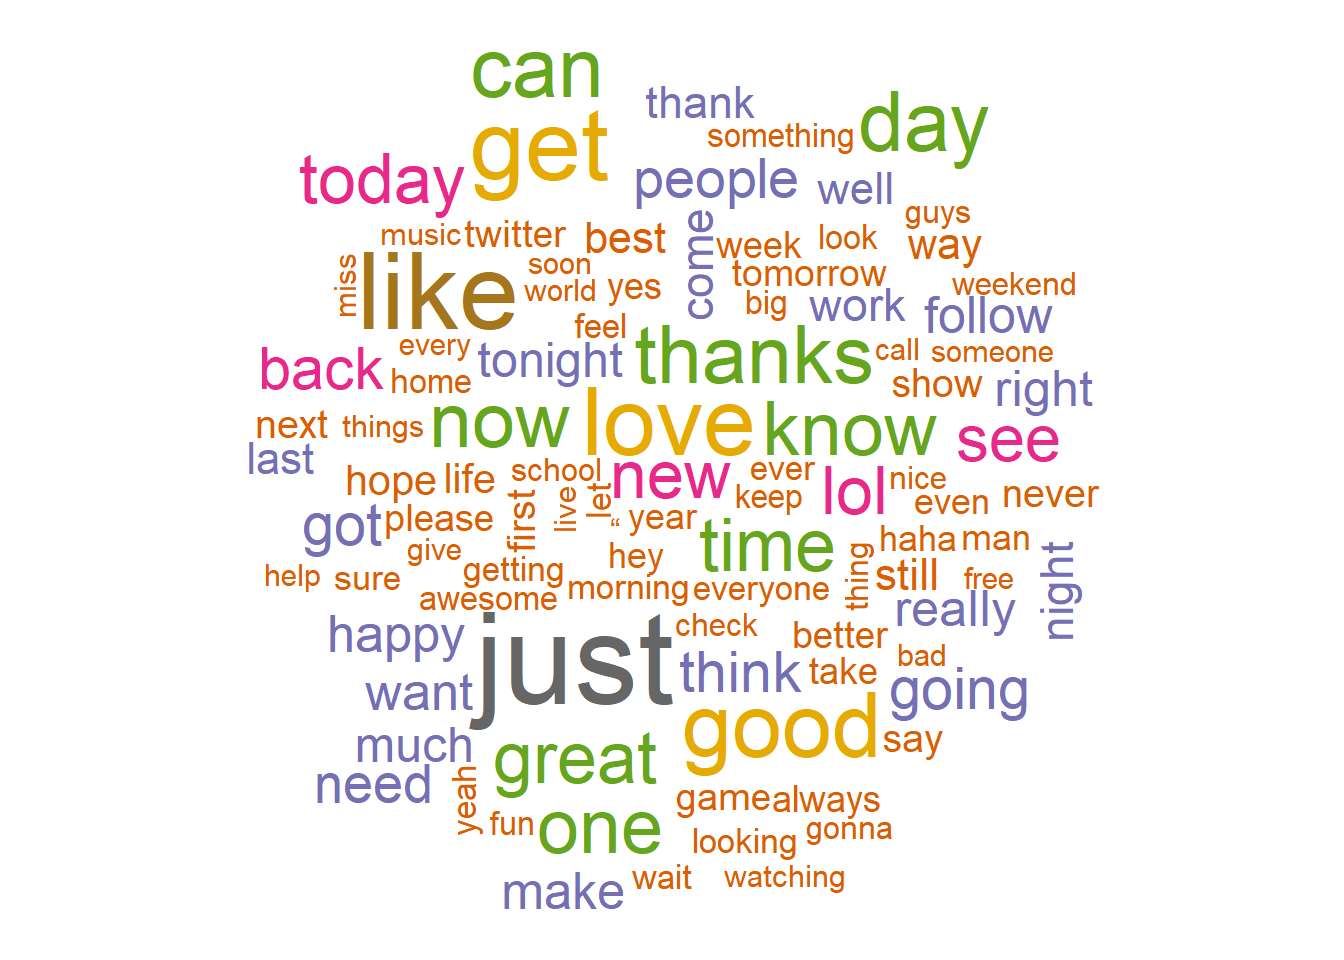 can
thank
something
day
get
today
people
well
guys
music
twitter
best
come
week
look
way
miss
like
soon
world
yes
tomorrow
weekend
big
work
follow
feel
every
tonight
thanks
call
someone
back
home
show
right
next
things
now
love
know
see
last
hope
life
school
new
ever
keep
lol
nice
even
never
got
please
first
live
let
“
year
time
haha
man
give
hey
help
sure
getting
awesome
morning
everyone
thing
still
free
night
happy
just
check
better
really
bad
want
think
take
going
much
great
good
say
need
yeah
fun
one
game
always
looking
gonna
make
wait
watching